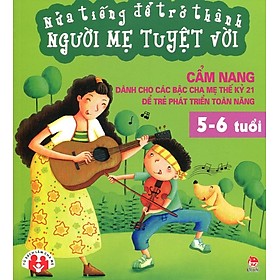 Nửa tiếng để trở thành
NGƯỜI MẸ TUYỆT VỜI
CẨM NANG
DÀNH CHO CÁC BẬC CHA MẸ THẾ KỶ 21
ĐỂ TRẺ PHÁT TRIỂN TOÀN NĂNG
5-6 tuổi